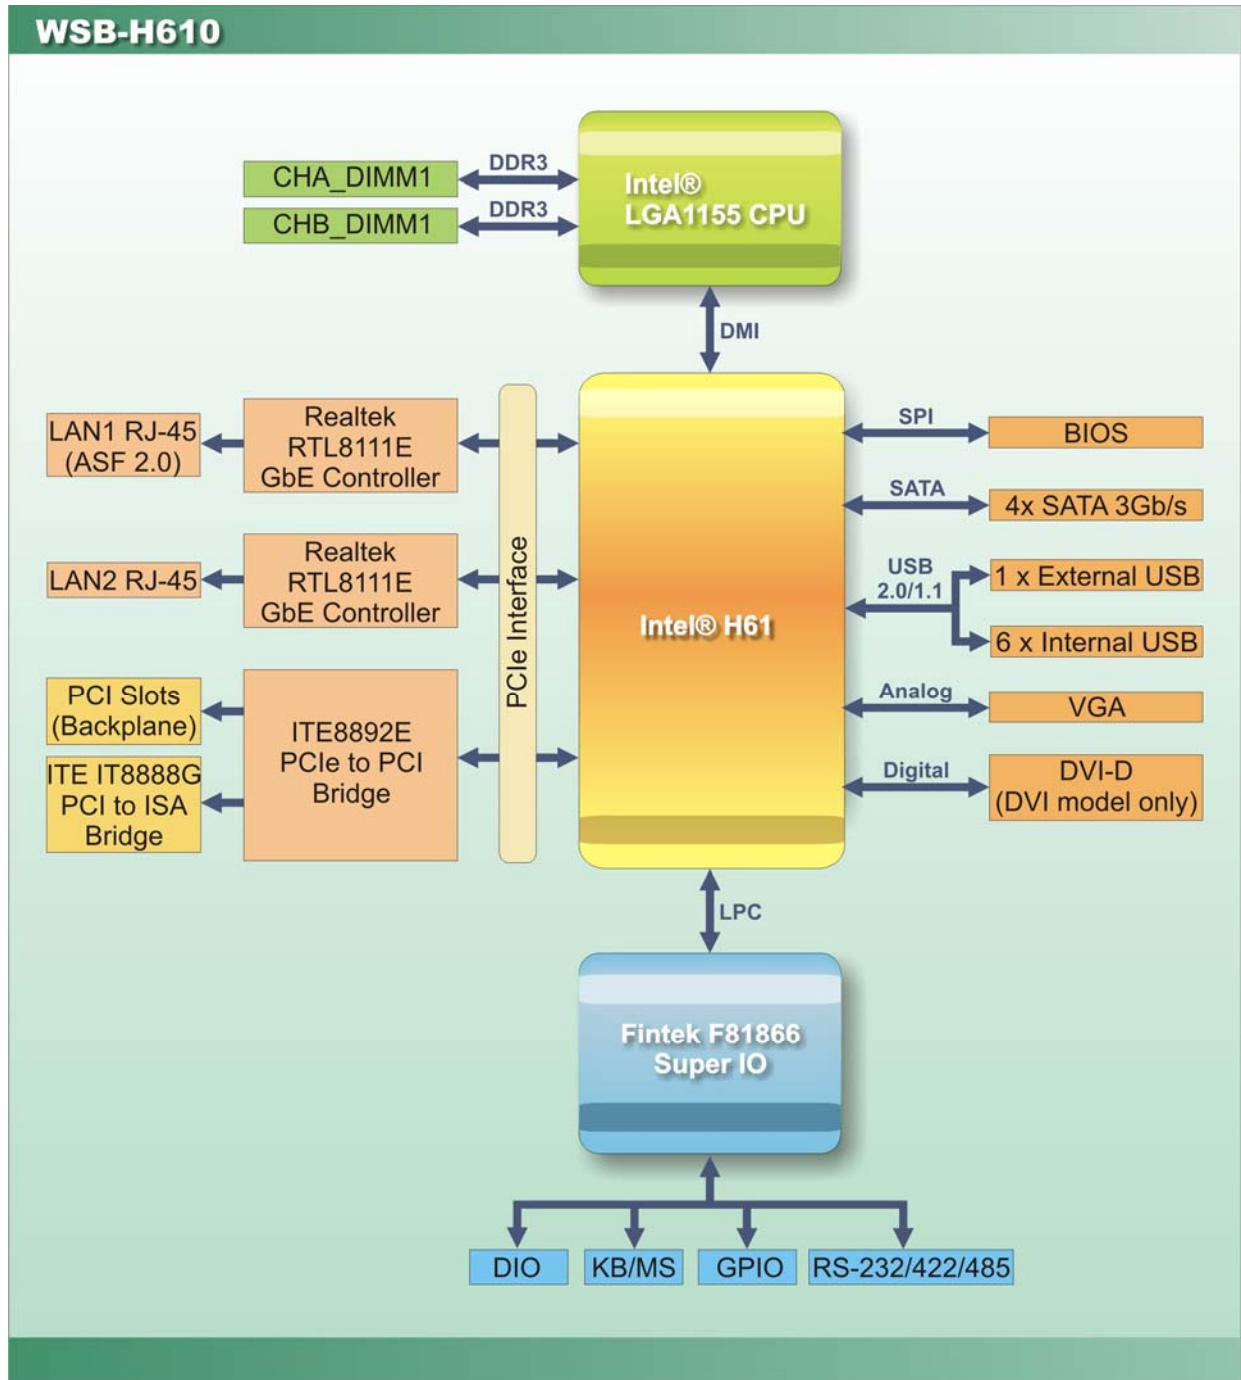 WSB-H610
CHA_DIMM1
DDR3
CHB_DIMM1
DDR3
Intel®
LGA1155 CPU
DMI
LAN1 RJ-45
(ASF 2.0)
Realtek
RTL8111E
GbE Controller
LAN2 RJ-45
Realtek
RTL8111E
GbE Controller
PCI Slots
(Backplane)
ITE IT8888G
PCI to ISA
Bridge
ITE8892E
PCIe to PCI
Bridge
PCIe Interface
Intel® H61
SPI
BIOS
SATA
4x SATA 3Gb/s
USB
2.0/1.1
1 x External USB
6 x Internal USB
Analog
VGA
Digital
DVI-D
(DVI model only)
LPC
Fintek F81866
Super IO
DIO
KB/MS
GPIO
RS-232/422/485